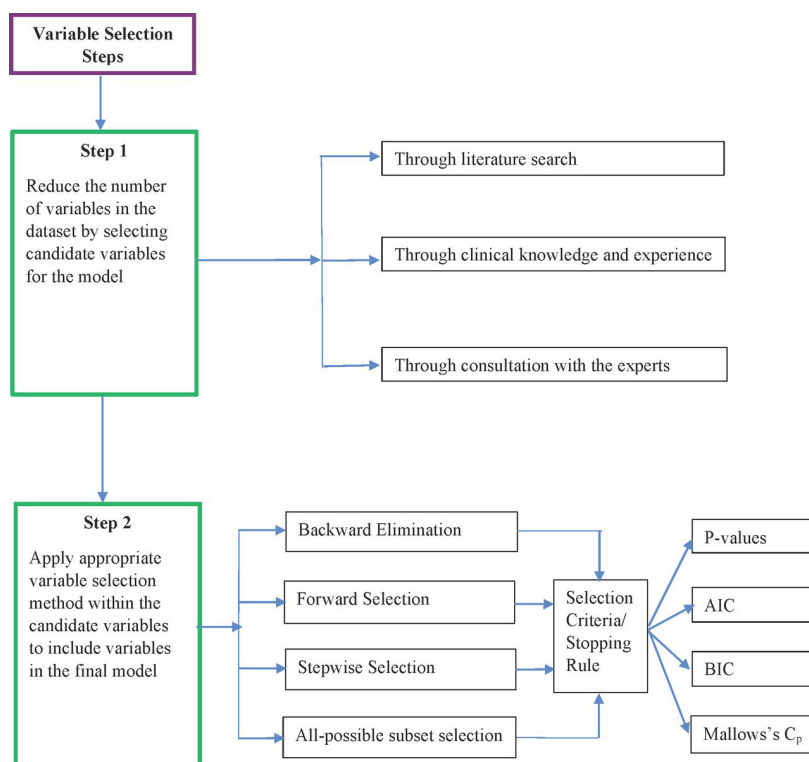 Variable Selection
Steps
Step 1
Reduce the number
of variables in the
dataset by selecting
candidate variables
for the model
Through literature search
Through clinical knowledge and experience
Through consultation with the experts
Step 2
Apply appropriate
variable selection
method within the
candidate variables
to include variables
in the final model
Backward Elimination
Forward Selection
Stepwise Selection
All-possible subset selection
Selection
Criteria/
Stopping
Rule
P-values
AIC
BIC
Mallows's Cp